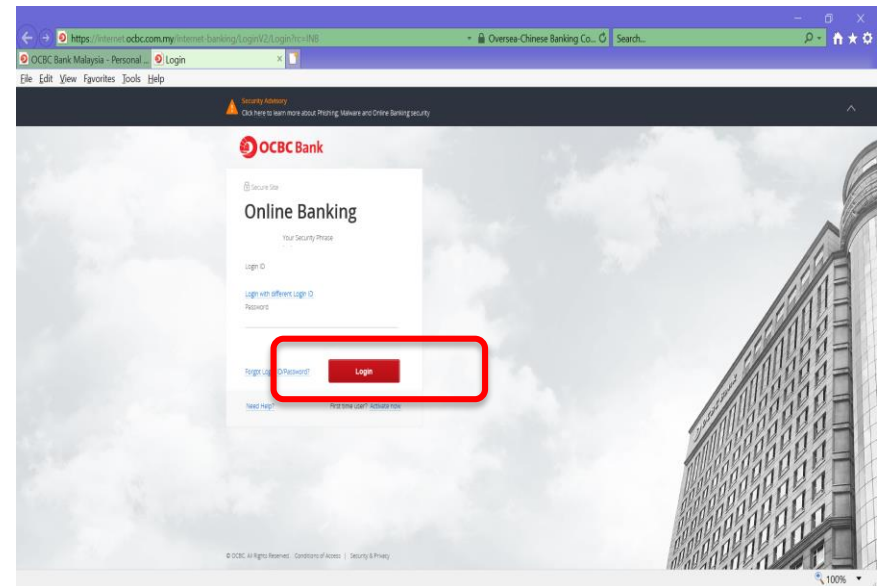 https://internet.ocbc.com.my/internet-banking/LoginV2/Login?rc=INB
Oversea-Chinese Banking Co...
Search...
OCBC Bank Malaysia - Personal ...
Login
File Edit View Favorites Tools Help
Security Advisory
Click here to learn more about Phishing, Malware and Online Banking security
OCBC Bank
Secure Site
Online Banking
Your Security Phrase
Login ID
Login with different Login ID
Password
Forgot Login ID/Password?
Login
Need Help?
First time user? Activate now
© OCBC. All Rights Reserved. Conditions of Access | Security & Privacy
100%